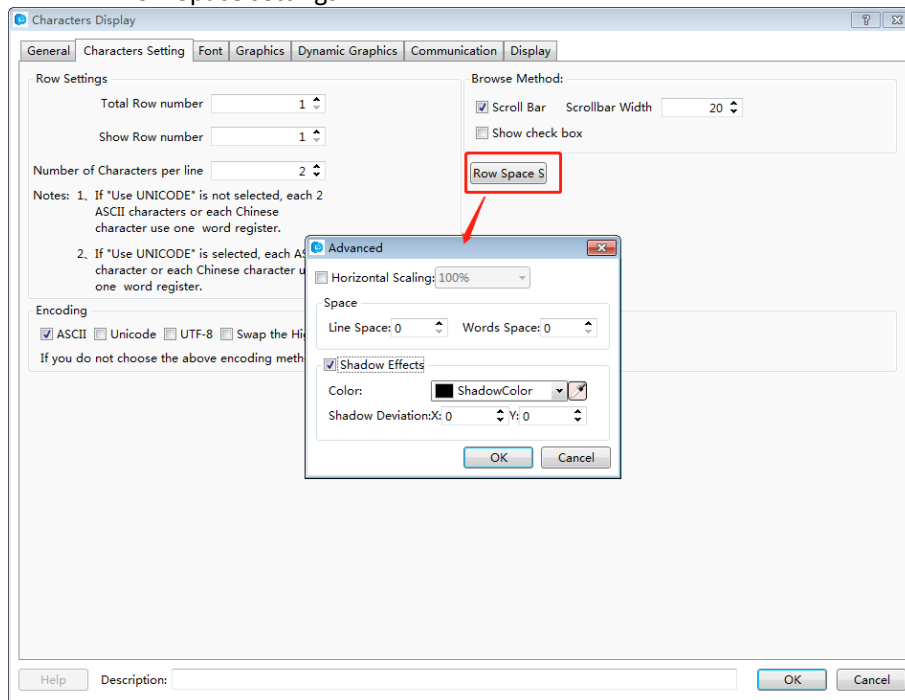 Characters Display
General Characters Setting Font Graphics Dynamic Graphics Communication Display
Row Settings
Total Row number 1
Show Row number 1
Number of Characters per line 2
Notes: 1、If "Use UNICODE" is not selected, each 2
ASCII characters or each Chinese
character use one word register.
2、If "Use UNICODE" is selected, each AS
character or each Chinese character u
one word register.
Browse Method:
Scroll Bar Scrollbar Width 20
Show check box
Row Space S
Encoding
ASCII Unicode UTF-8 Swap the Hi
If you do not choose the above encoding meth
Advanced
Horizontal Scaling: 100%
Space
Line Space: 0 Words Space: 0
Shadow Effects
Color: ShadowColor
Shadow Deviation:X: 0 Y: 0
OK Cancel
Help Description: OK Cancel